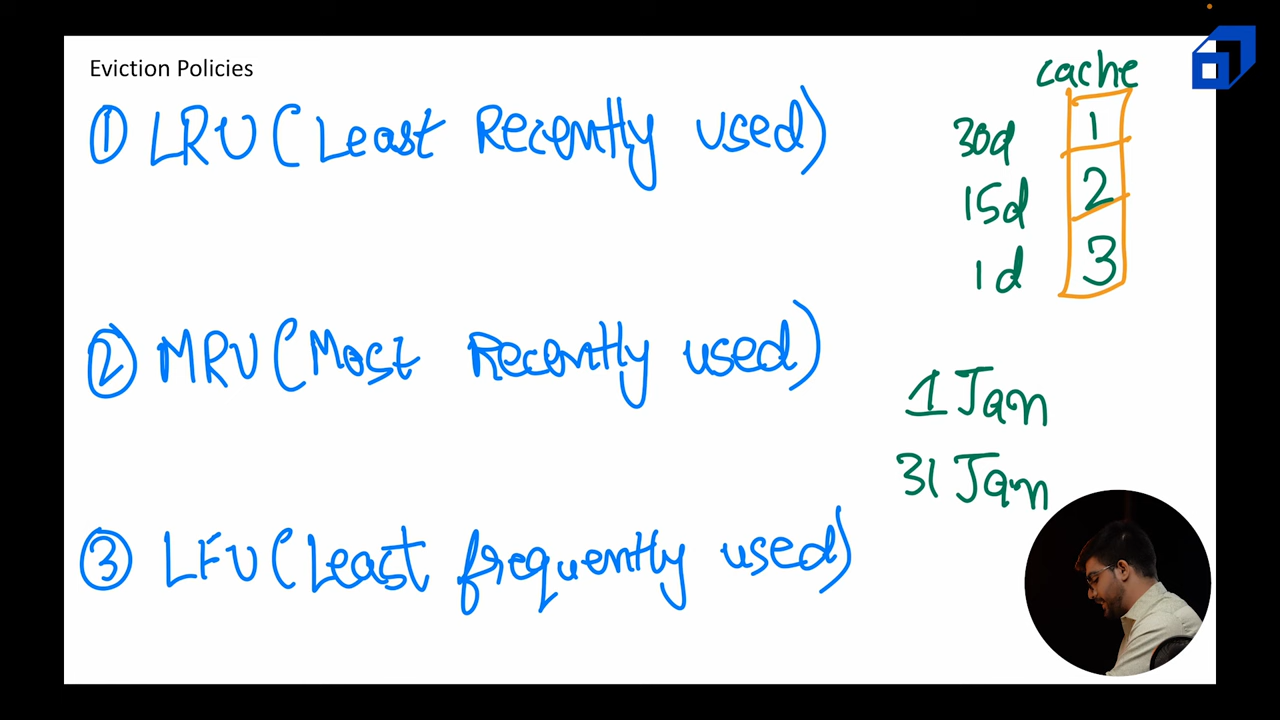 Eviction Policies
① LRU (Least Recently used)
② MRU (Most Recently used)
③ LFU (Least frequently used)
cache
30d 1
15d 2
1d 3
1 Jan
31 Jan